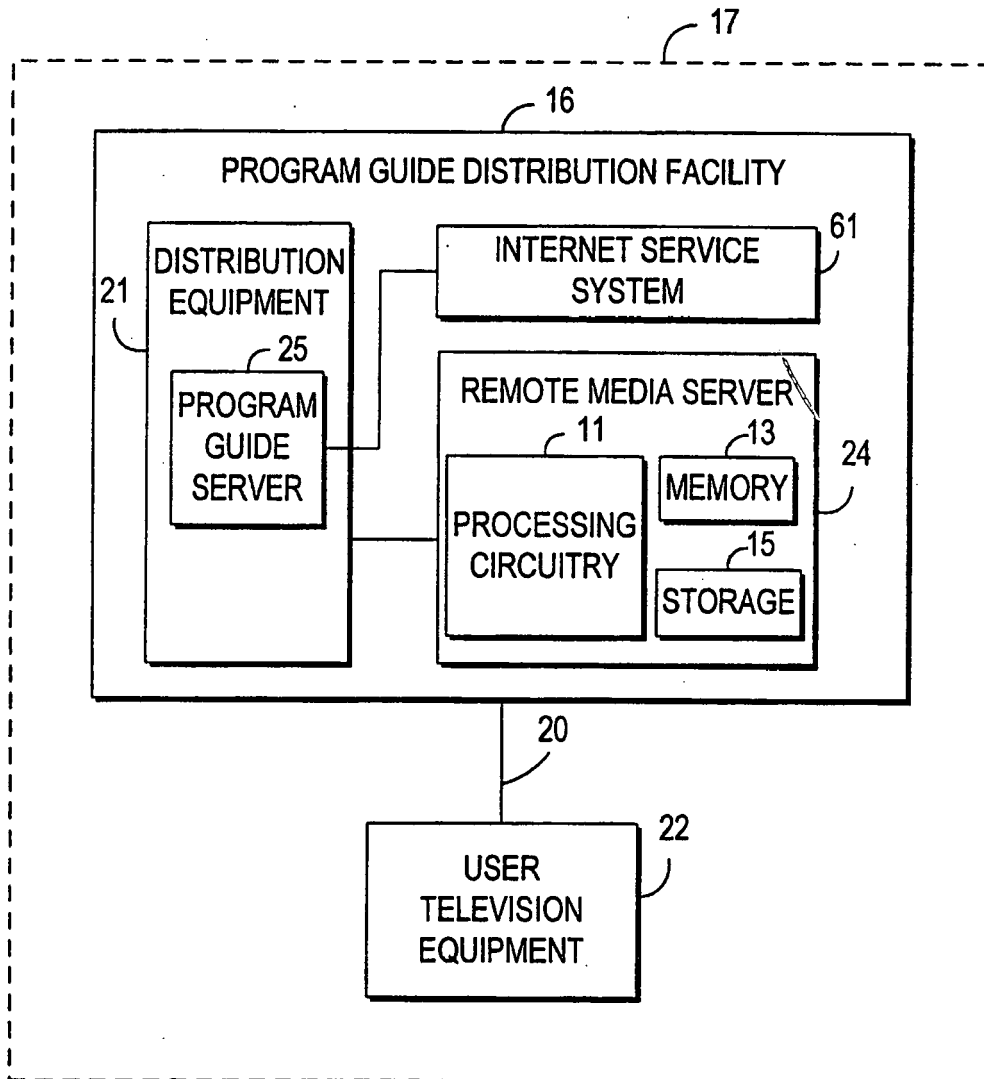 17
16
PROGRAM GUIDE DISTRIBUTION FACILITY
DISTRIBUTION
EQUIPMENT
21
25
PROGRAM
GUIDE
SERVER
INTERNET SERVICE
SYSTEM
61
REMOTE MEDIA SERVER
11
PROCESSING
CIRCUITRY
13
MEMORY
24
15
STORAGE
20
USER
TELEVISION
EQUIPMENT
22